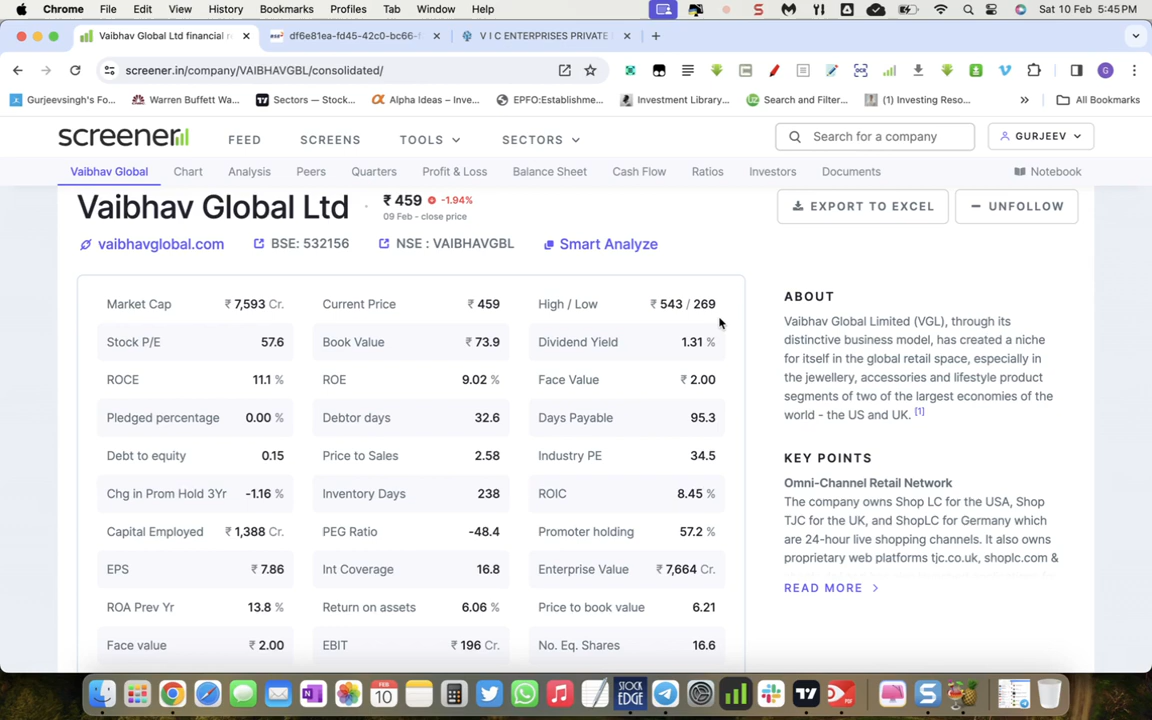 Chrome File Edit View History Bookmarks Profiles Tab Window Help Sat 10 Feb 5:45 PM
Vaibhav Global Ltd financial r df6e81ea-fd45-42c0-bc66- V I C ENTERPRISES PRIVATE
screener.in/company/VAIBHAVGBL/consolidated/
Gurjeevsingh's Fo... Warren Buffett Wa... Sectors — Stock... Alpha Ideas – Inve... EPFO:Establishme... Investment Library... Search and Filter... (1) Investing Reso... » All Bookmarks
screener FEED SCREENS TOOLS SECTORS Search for a company GURJEEV
Vaibhav Global Chart Analysis Peers Quarters Profit & Loss Balance Sheet Cash Flow Ratios Investors Documents Notebook
Vaibhav Global Ltd ₹ 459 -1.94%
09 Feb - close price
EXPORT TO EXCEL UNFOLLOW
vaibhavglobal.com BSE: 532156 NSE : VAIBHAVGBL Smart Analyze
Market Cap ₹ 7,593 Cr. Current Price ₹ 459 High / Low ₹ 543 / 269
Stock P/E 57.6 Book Value ₹ 73.9 Dividend Yield 1.31 %
ROCE 11.1 % ROE 9.02 % Face Value ₹ 2.00
Pledged percentage 0.00 % Debtor days 32.6 Days Payable 95.3
Debt to equity 0.15 Price to Sales 2.58 Industry PE 34.5
Chg in Prom Hold 3Yr -1.16 % Inventory Days 238 ROIC 8.45 %
Capital Employed ₹ 1,388 Cr. PEG Ratio -48.4 Promoter holding 57.2 %
EPS ₹ 7.86 Int Coverage 16.8 Enterprise Value ₹ 7,664 Cr.
ROA Prev Yr 13.8 % Return on assets 6.06 % Price to book value 6.21
Face value ₹ 2.00 EBIT ₹ 196 Cr. No. Eq. Shares 16.6
ABOUT
Vaibhav Global Limited (VGL), through its
distinctive business model, has created a niche
for itself in the global retail space, especially in
the jewellery, accessories and lifestyle product
segments of two of the largest economies of the
world - the US and UK. [1]
KEY POINTS
Omni-Channel Retail Network
The company owns Shop LC for the USA, Shop
TJC for the UK, and ShopLC for Germany which
are 24-hour live shopping channels. It also owns
proprietary web platforms tjc.co.uk, shoplc.com &
READ MORE
FEB
10
STOCK
EDGE